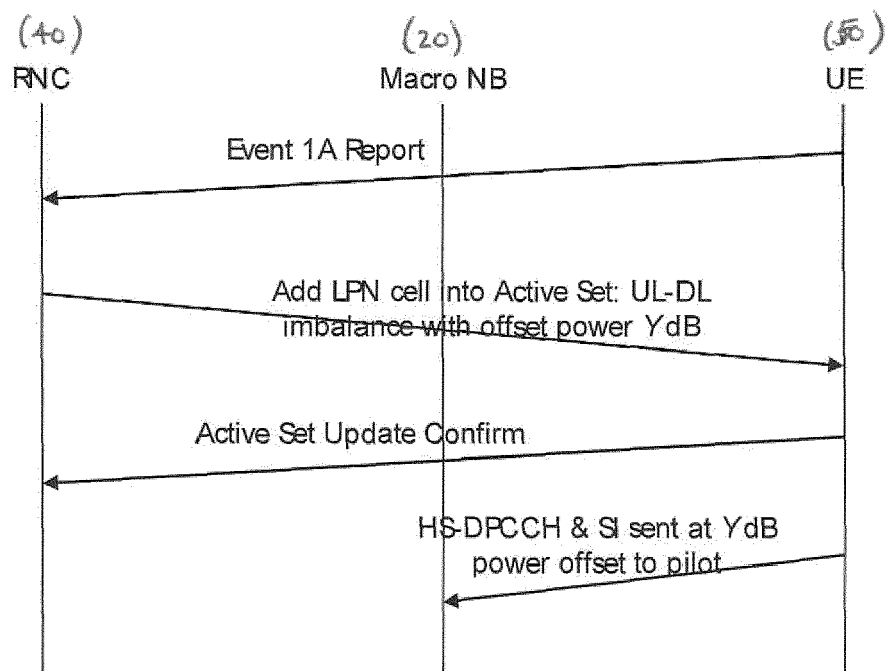 (40) (20)
RNC Macro NB UE
Event 1A Report
Add LPN cell into Active Set: UL-DL
imbalance with offset power YdB
Active Set Update Confirm
HS-DPCCH & SI sent at YdB
power offset to pilot